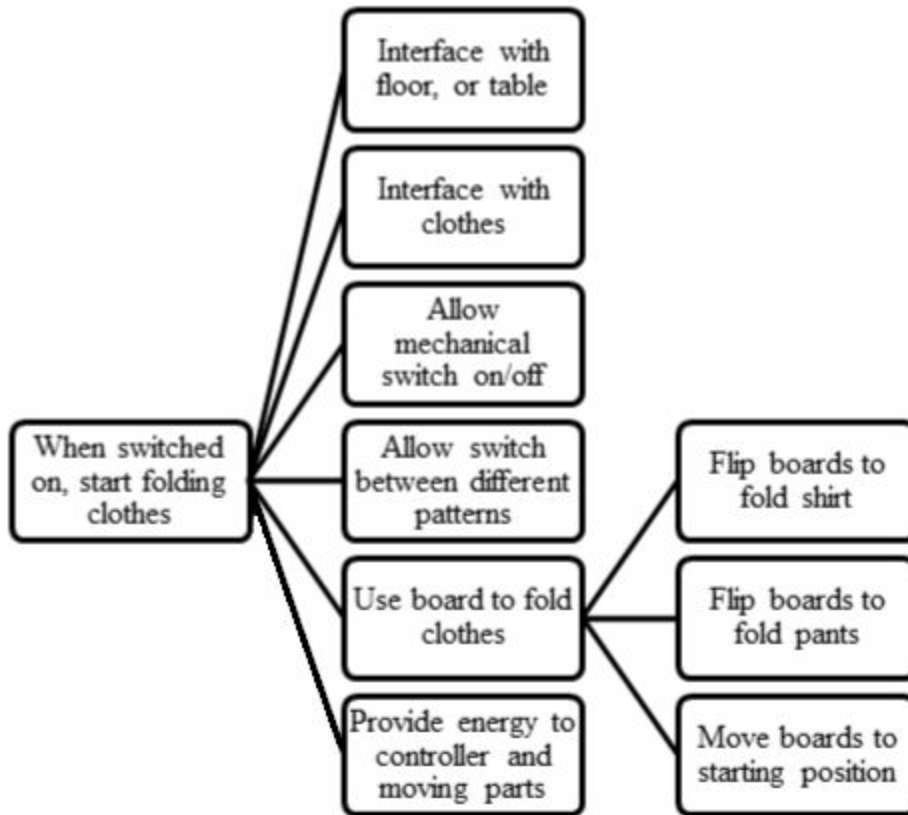 Interface with
floor, or table
Interface with
clothes
Allow
mechanical
switch on/off
When switched
on, start folding
clothes
Allow switch
between different
patterns
Flip boards to
fold shirt
Use board to fold
clothes
Flip boards to
fold pants
Provide energy to
controller and
moving parts
Move boards to
starting position